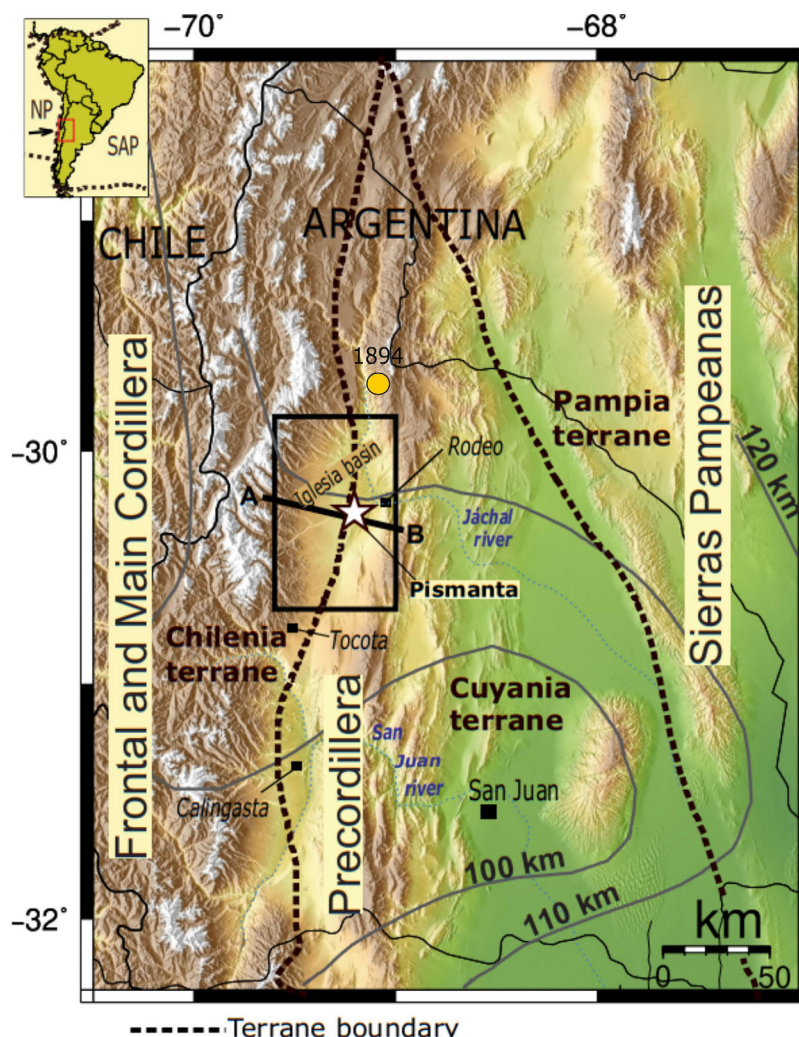 −70°
−68°
NP
SAP
CHILE
ARGENTINA
1894
Frontal and Main Cordillera
Sierras Pampeanas
Pampia
terrane
−30°
120 km
Iglesia basin
Rodeo
A
B
Jáchal
river
Pismanta
Chilenia
terrane
Tocota
Cuyania
terrane
Precordillera
San
Juan
river
Calingasta
San Juan
100 km
110 km
−32°
km
0
50
Terrane boundary